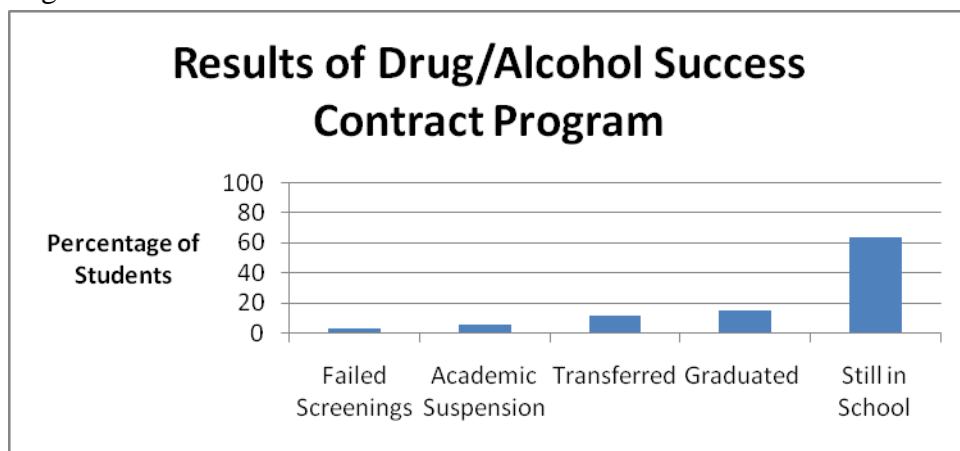 Results of Drug/Alcohol Success
Contract Program
Percentage of
Students
100
80
60
40
20
0
Failed
Screenings
Academic
Suspension
Transferred
Graduated
Still in
School